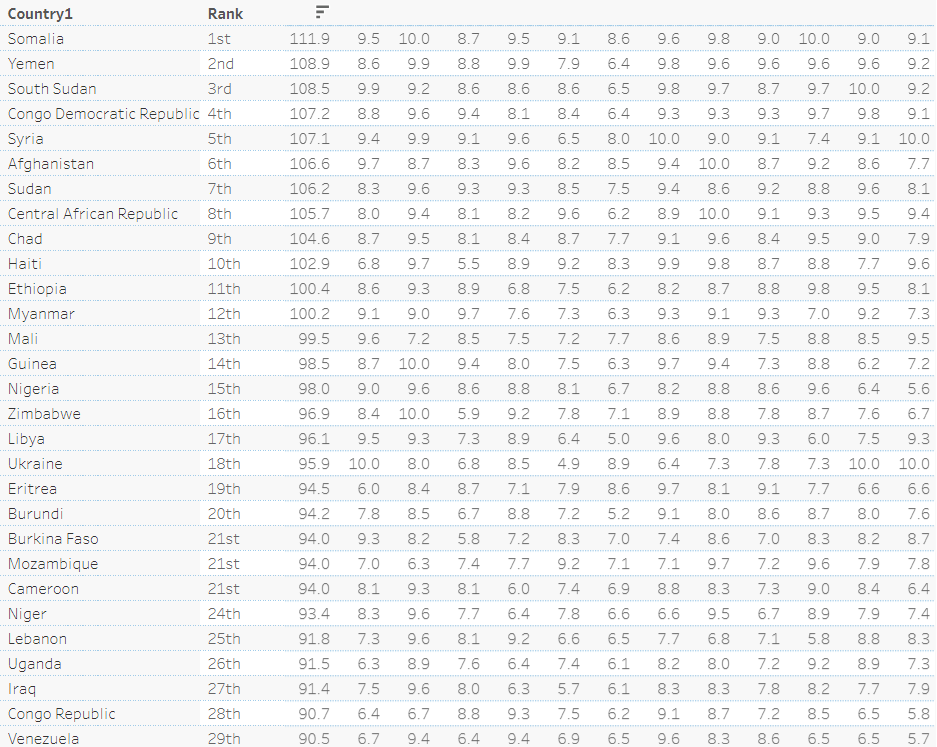 Country1 Rank
Somalia 1st 111.9 9.5 10.0 8.7 9.5 9.1 8.6 9.6 9.8 9.0 10.0 9.0 9.1
Yemen 2nd 108.9 8.6 9.9 8.8 9.9 7.9 6.4 9.8 9.6 9.6 9.6 9.6 9.2
South Sudan 3rd 108.5 9.9 9.2 8.6 8.6 8.6 6.5 9.8 9.7 8.7 9.7 10.0 9.2
Congo Democratic Republic 4th 107.2 8.8 9.6 9.4 8.1 8.4 6.4 9.3 9.3 9.3 9.7 9.8 9.1
Syria 5th 107.1 9.4 9.9 9.1 9.6 6.5 8.0 10.0 9.0 9.1 7.4 9.1 10.0
Afghanistan 6th 106.6 9.7 8.7 8.3 9.6 8.2 8.5 9.4 10.0 8.7 9.2 8.6 7.7
Sudan 7th 106.2 8.3 9.6 9.3 9.3 8.5 7.5 9.4 8.6 9.2 8.8 9.6 8.1
Central African Republic 8th 105.7 8.0 9.4 8.1 8.2 9.6 6.2 8.9 10.0 9.1 9.3 9.5 9.4
Chad 9th 104.6 8.7 9.5 8.1 8.4 8.7 7.7 9.1 9.6 8.4 9.5 9.0 7.9
Haiti 10th 102.9 6.8 9.7 5.5 8.9 9.2 8.3 9.9 9.8 8.7 8.8 7.7 9.6
Ethiopia 11th 100.4 8.6 9.3 8.9 6.8 7.5 6.2 8.2 8.7 8.8 9.8 9.5 8.1
Myanmar 12th 100.2 9.1 9.0 9.7 7.6 7.3 6.3 9.3 9.1 9.3 7.0 9.2 7.3
Mali 13th 99.5 9.6 7.2 8.5 7.5 7.2 7.7 8.6 8.9 7.5 8.8 8.5 9.5
Guinea 14th 98.5 8.7 10.0 9.4 8.0 7.5 6.3 9.7 9.4 7.3 8.8 6.2 7.2
Nigeria 15th 98.0 9.0 9.6 8.6 8.8 8.1 6.7 8.2 8.8 8.6 9.6 6.4 5.6
Zimbabwe 16th 96.9 8.4 10.0 5.9 9.2 7.8 7.1 8.9 8.8 7.8 8.7 7.6 6.7
Libya 17th 96.1 9.5 9.3 7.3 8.9 6.4 5.0 9.6 8.0 9.3 6.0 7.5 9.3
Ukraine 18th 95.9 10.0 8.0 6.8 8.5 4.9 8.9 6.4 7.3 7.8 7.3 10.0 10.0
Eritrea 19th 94.5 6.0 8.4 8.7 7.1 7.9 8.6 9.7 8.1 9.1 7.7 6.6 6.6
Burundi 20th 94.2 7.8 8.5 6.7 8.8 7.2 5.2 9.1 8.0 8.6 8.7 8.0 7.6
Burkina Faso 21st 94.0 9.3 8.2 5.8 7.2 8.3 7.0 7.4 8.6 7.0 8.3 8.2 8.7
Mozambique 21st 94.0 7.0 6.3 7.4 7.7 9.2 7.1 7.1 9.7 7.2 9.6 7.9 7.8
Cameroon 21st 94.0 8.1 9.3 8.1 6.0 7.4 6.9 8.8 8.3 7.3 9.0 8.4 6.4
Niger 24th 93.4 8.3 9.6 7.7 6.4 7.8 6.6 6.6 9.5 6.7 8.9 7.9 7.4
Lebanon 25th 91.8 7.3 9.6 8.1 9.2 6.6 6.5 7.7 6.8 7.1 5.8 8.8 8.3
Uganda 26th 91.5 6.3 8.9 7.6 6.4 7.4 6.1 8.2 8.0 7.2 9.2 8.9 7.3
Iraq 27th 91.4 7.5 9.6 8.0 6.3 5.7 6.1 8.3 8.3 7.8 8.2 7.7 7.9
Congo Republic 28th 90.7 6.4 6.7 8.8 9.3 7.5 6.2 9.1 8.7 7.2 8.5 6.5 5.8
Venezuela 29th 90.5 6.7 9.4 6.4 9.4 6.9 6.5 9.6 8.3 8.6 6.5 6.5 5.7